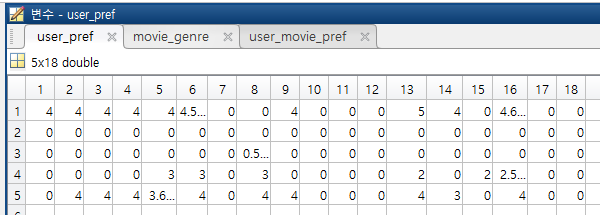 변수 - user_pref
user_pref movie_genre user_movie_pref
5x18 double
1 2 3 4 5 6 7 8 9 10 11 12 13 14 15 16 17 18
1 4 4 4 4 4 4.5... 0 0 4 0 0 0 5 4 0 4.6... 0 0
2 0 0 0 0 0 0 0 0 0 0 0 0 0 0 0 0 0 0
3 0 0 0 0 0 0 0 0.5... 0 0 0 0 0 0 0 0 0 0
4 0 0 0 0 3 3 0 3 0 0 0 0 2 0 2 2.5... 0 0
5 0 4 4 4 3.6... 4 0 4 4 0 0 0 4 3 0 4 0 0